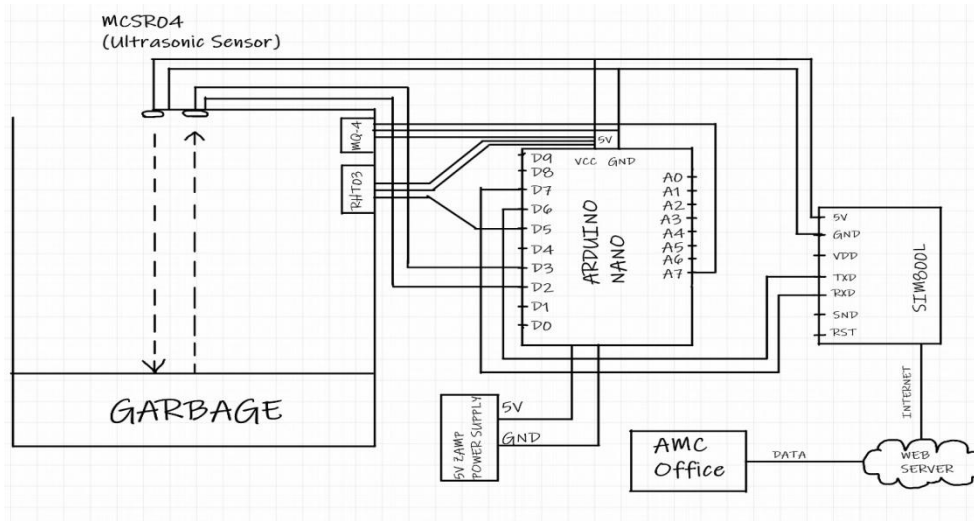 MCSR04
(Ultrasonic Sensor)
MQ-4
RHT03
GARBAGE
5V
VCC GND
D9
D8
D7
D6
D5
D4
D3
D2
D1
D0
ARDUINO
NANO
A0
A1
A2
A3
A4
A5
A6
A7
5V
GND
VDD
TXD
RXD
SND
RST
SIM800L
5V 2AMP
POWER SUPPLY
5V
GND
INTERNET
AMC
Office
DATA
WEB
SERVER